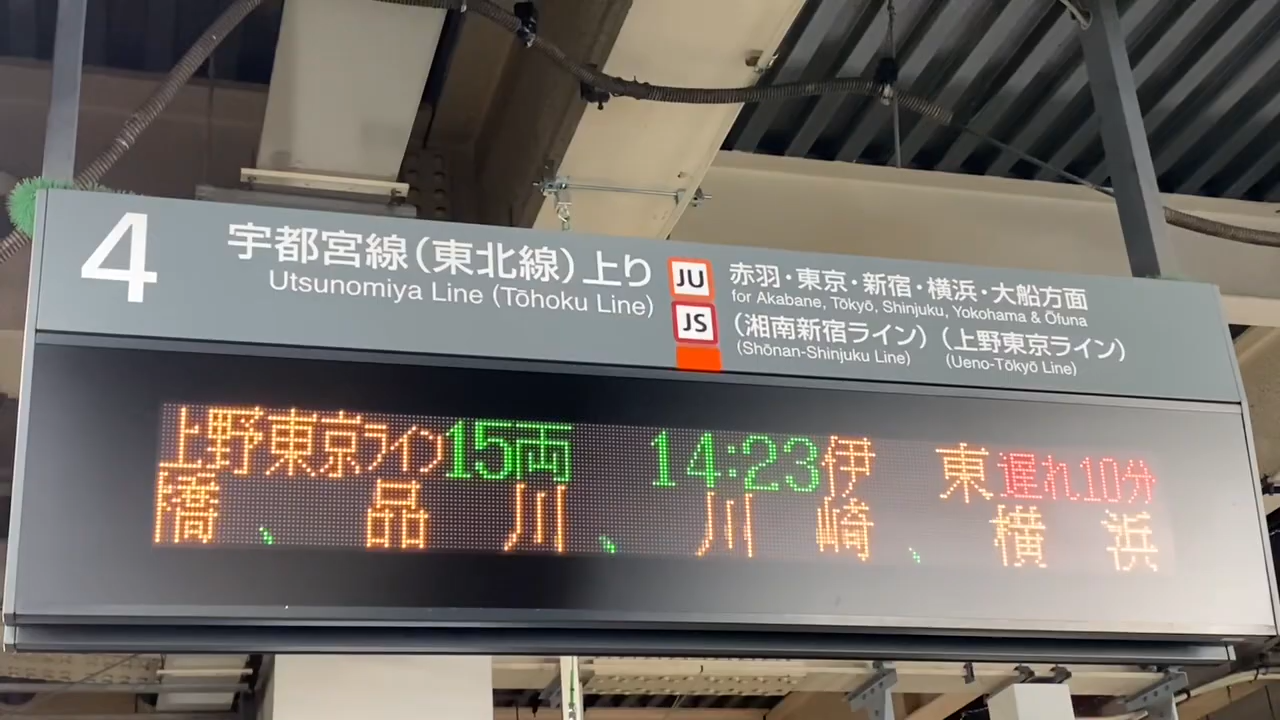 4
宇都宮線(東北線)上り
Utsunomiya Line (Tōhoku Line)
JU
JS
赤羽・東京・新宿・横浜・大船方面
for Akabane, Tōkyō, Shinjuku, Yokohama & Ōfuna
(湘南新宿ライン)(上野東京ライン)
(Shōnan-Shinjuku Line) (Ueno-Tōkyō Line)
上野東京ライン 15両 14:23 伊 東 遅れ10分
橋、 品 川、 川 崎、 横 浜